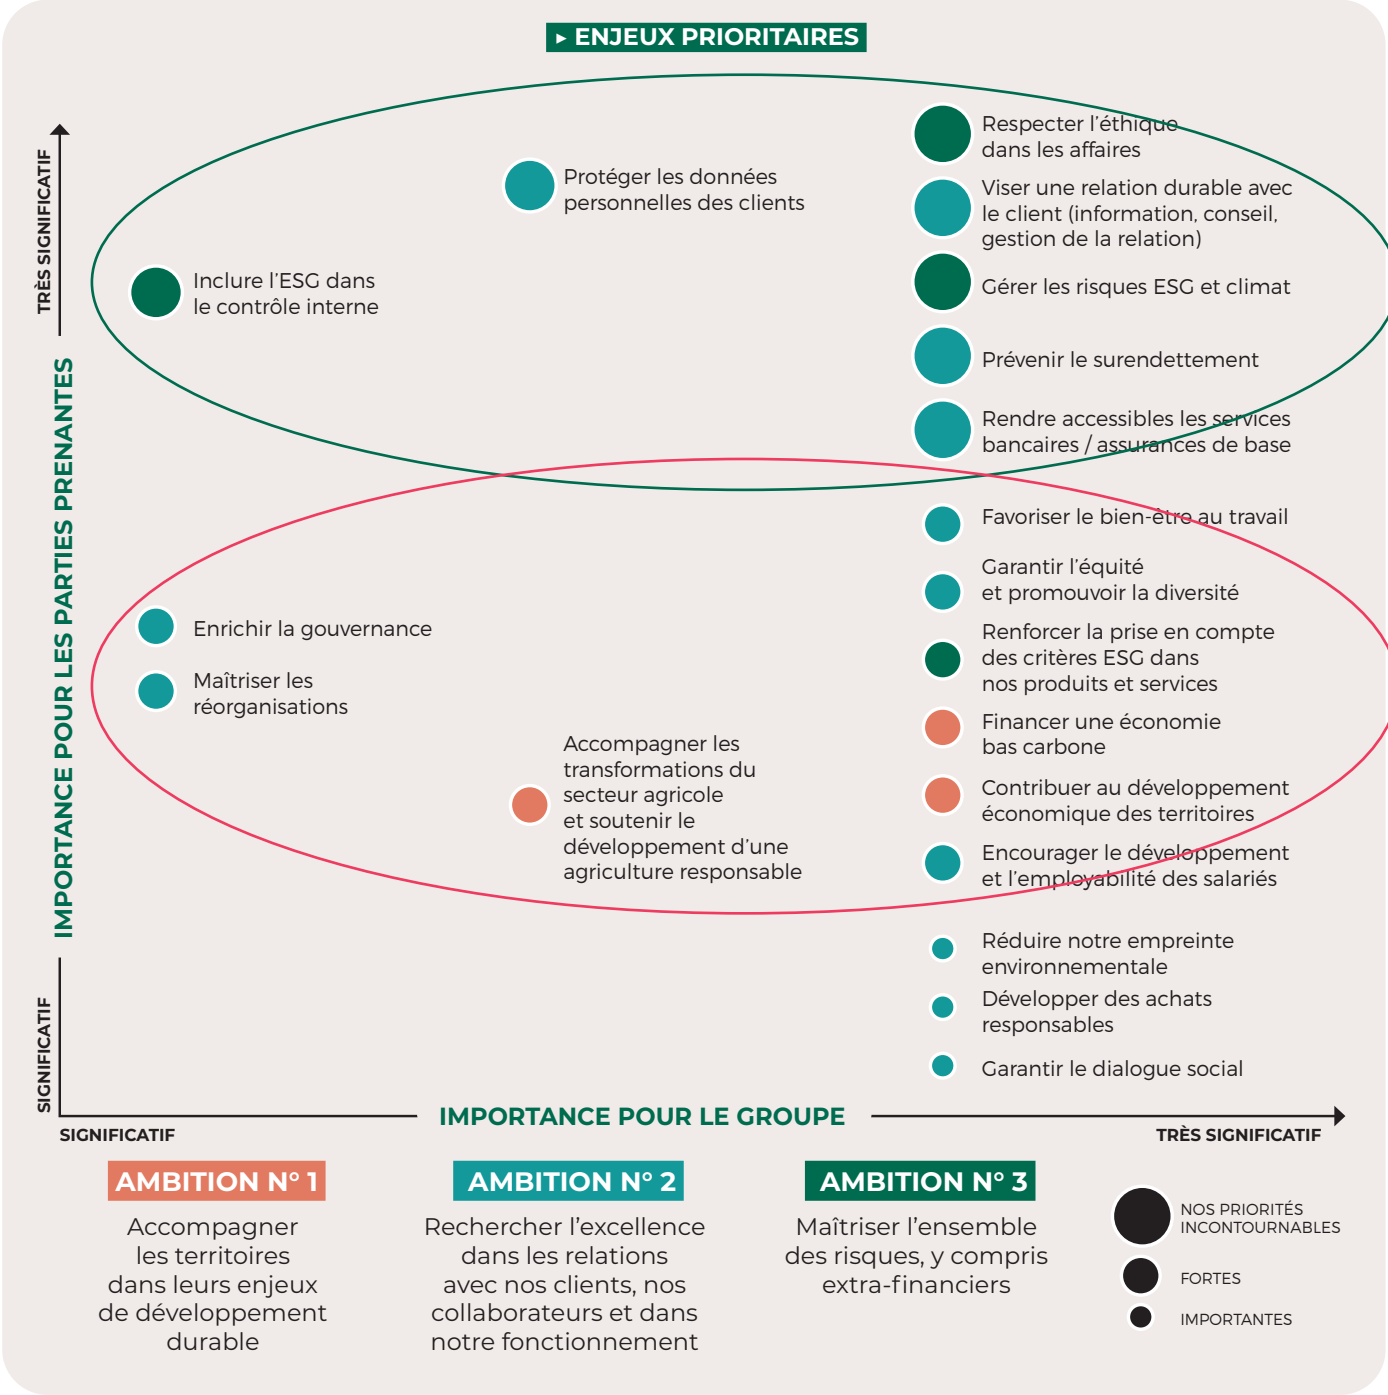 ▸ ENJEUX PRIORITAIRES
TRÈS SIGNIFICATIF
IMPORTANCE POUR LES PARTIES PRENANTES
SIGNIFICATIF
Respecter l’éthique
dans les affaires
Protéger les données
personnelles des clients
Viser une relation durable avec
le client (information, conseil,
gestion de la relation)
Inclure l’ESG dans
le contrôle interne
Gérer les risques ESG et climat
Prévenir le surendettement
Rendre accessibles les services
bancaires / assurances de base
Favoriser le bien-être au travail
Garantir l’équité
et promouvoir la diversité
Enrichir la gouvernance
Renforcer la prise en compte
des critères ESG dans
nos produits et services
Maîtriser les
réorganisations
Financer une économie
bas carbone
Accompagner les
transformations du
secteur agricole
et soutenir le
développement d’une
agriculture responsable
Contribuer au développement
économique des territoires
Encourager le développement
et l’employabilité des salariés
Réduire notre empreinte
environnementale
Développer des achats
responsables
Garantir le dialogue social
IMPORTANCE POUR LE GROUPE
SIGNIFICATIF
TRÈS SIGNIFICATIF
AMBITION N° 1
Accompagner
les territoires
dans leurs enjeux
de développement
durable
AMBITION N° 2
Rechercher l’excellence
dans les relations
avec nos clients, nos
collaborateurs et dans
notre fonctionnement
AMBITION N° 3
Maîtriser l’ensemble
des risques, y compris
extra-financiers
NOS PRIORITÉS
INCONTOURNABLES
FORTES
IMPORTANTES